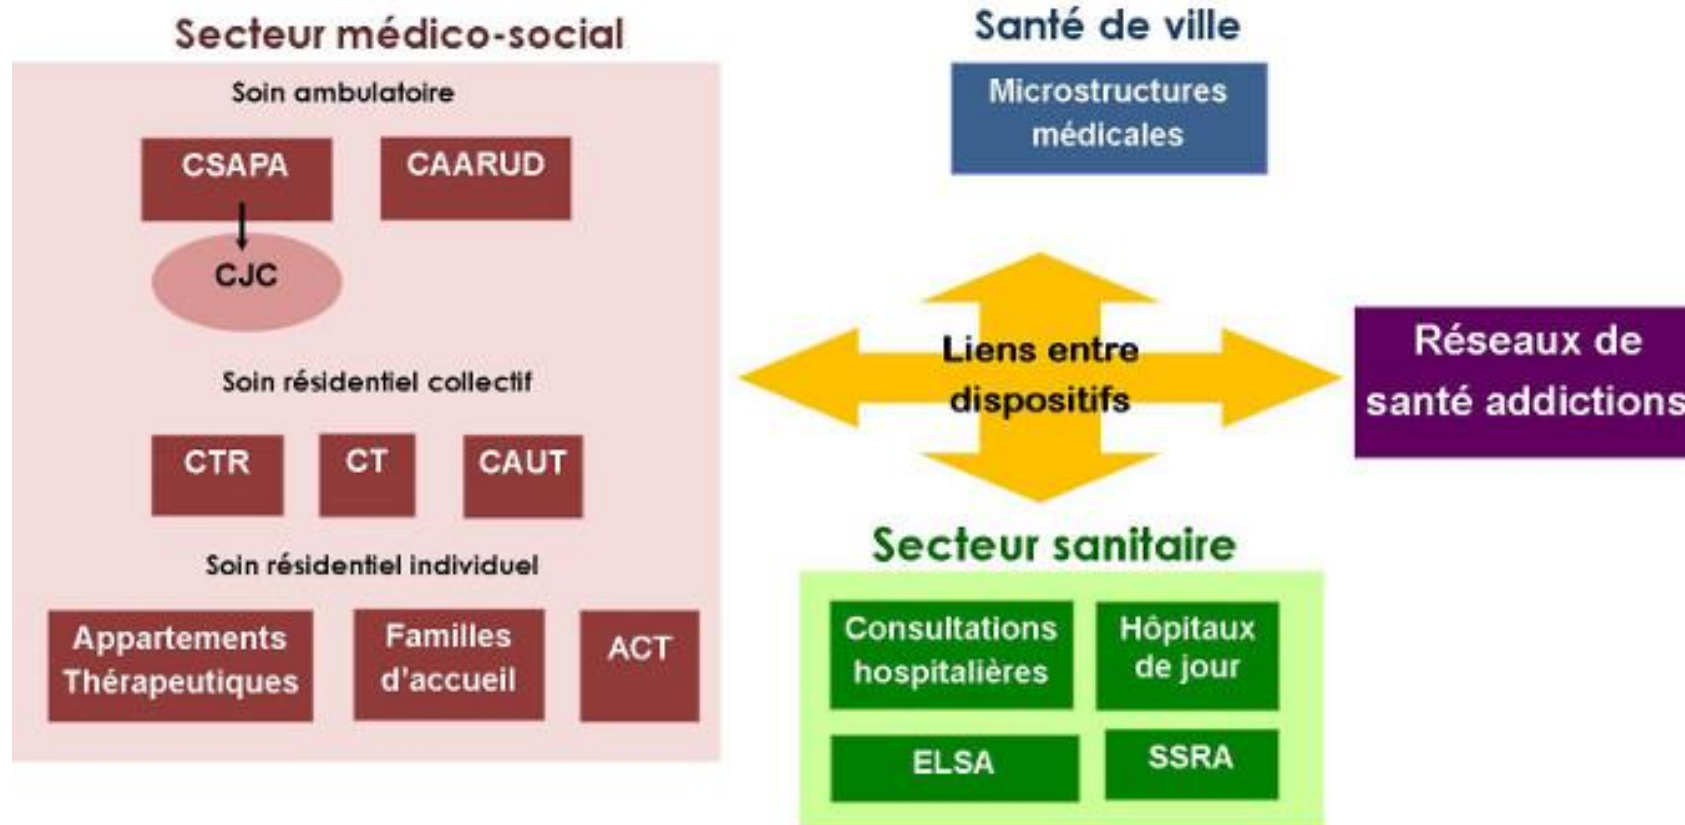 Secteur médico-social
Soin ambulatoire
CSAPA
CAARUD
CJC
Soin résidentiel collectif
CTR
CT
CAUT
Soin résidentiel individuel
Appartements
Thérapeutiques
Familles
d'accueil
ACT
Santé de ville
Microstructures
médicales
Liens entre
dispositifs
Réseaux de
santé addictions
Secteur sanitaire
Consultations
hospitalières
Hôpitaux
de jour
ELSA
SSRA